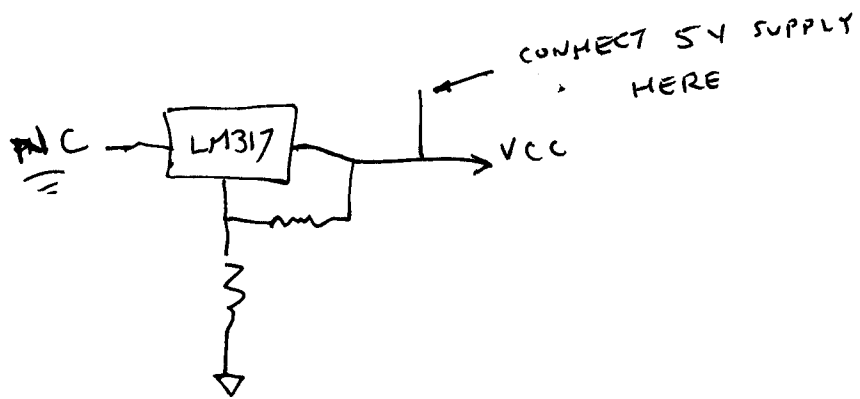 CONNECT 5V SUPPLY
HERE
NC
LM317
VCC